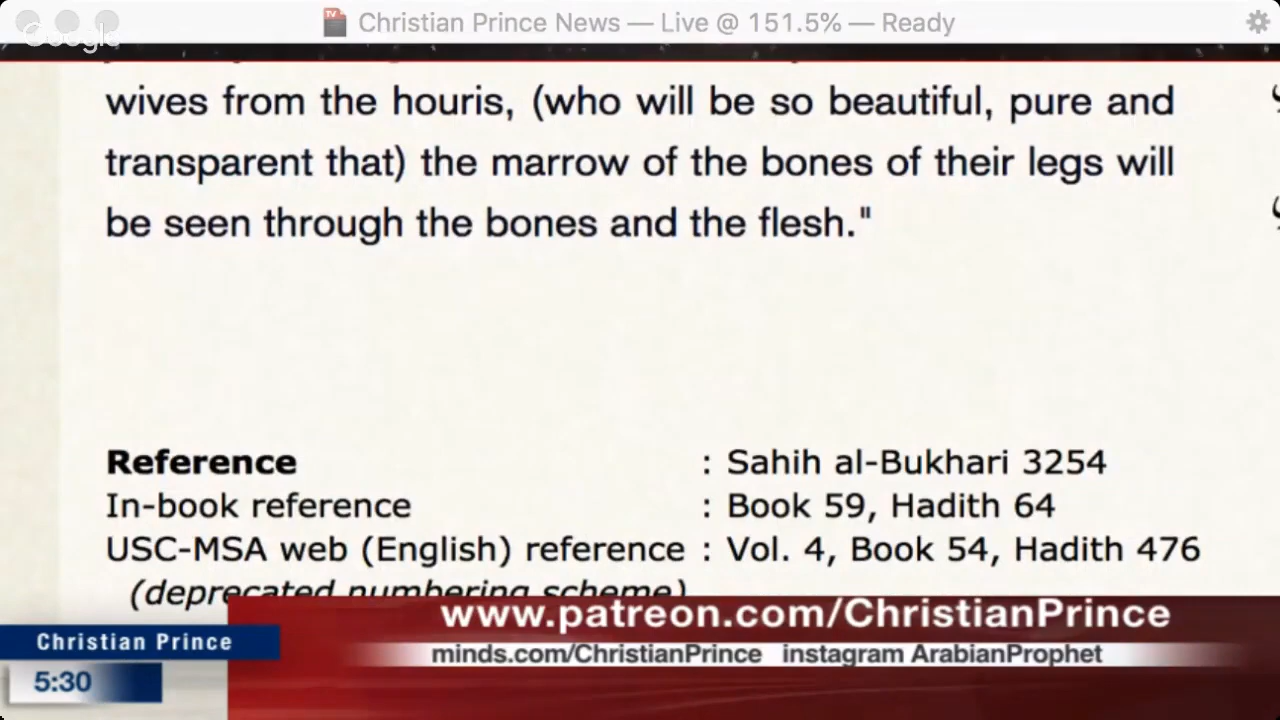 Christian Prince News — Live @ 151.5% — Ready
Google
wives from the houris, (who will be so beautiful, pure and
transparent that) the marrow of the bones of their legs will
be seen through the bones and the flesh."
Reference : Sahih al-Bukhari 3254
In-book reference : Book 59, Hadith 64
USC-MSA web (English) reference : Vol. 4, Book 54, Hadith 476
(deprecated numbering scheme)
www.patreon.com/ChristianPrince
Christian Prince
minds.com/ChristianPrince instagram ArabianProphet
5:30